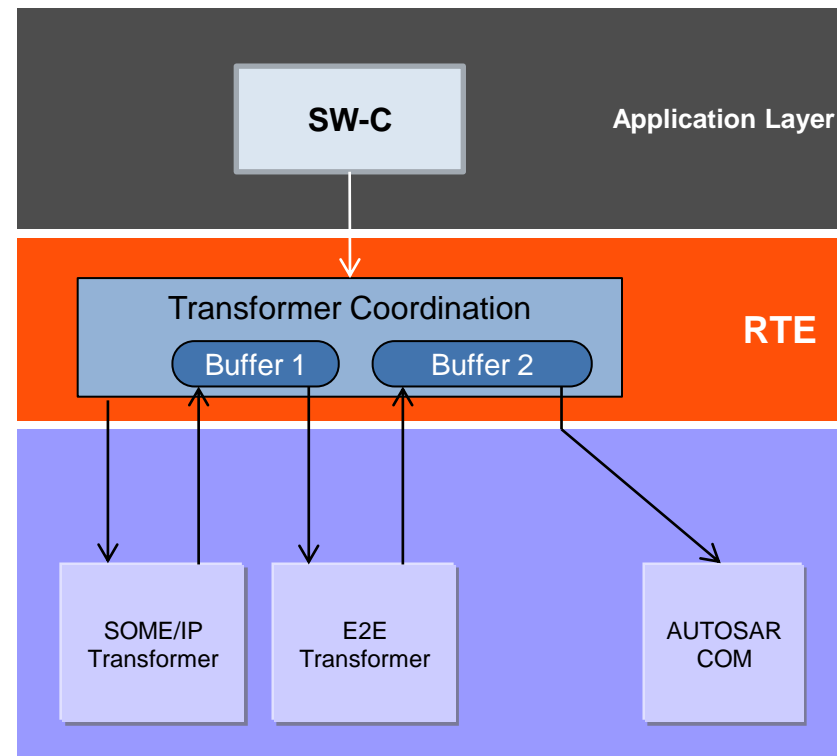 SW-C
Application Layer
Transformer Coordination
RTE
Buffer 1
Buffer 2
SOME/IP
Transformer
E2E
Transformer
AUTOSAR
COM